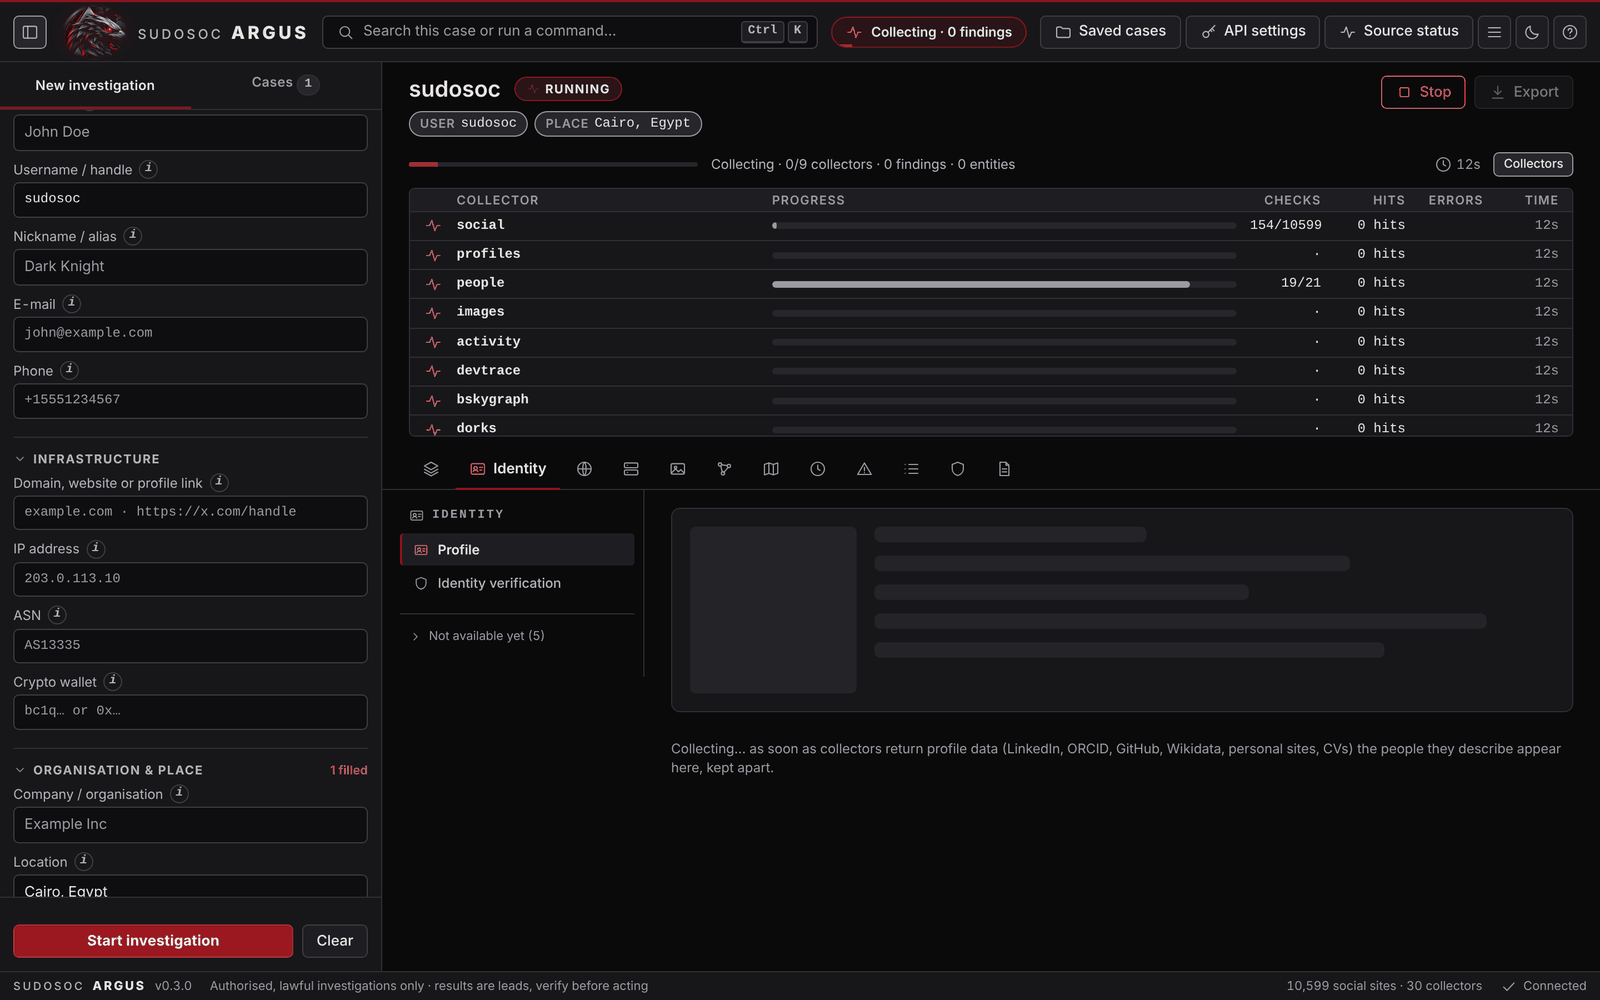 SUDOSOC ARGUS
Search this case or run a command...
Ctrl K
Collecting · 0 findings
Saved cases
API settings
Source status
New investigation
Cases 1
John Doe
Username / handle i
sudosoc
Nickname / alias i
Dark Knight
E-mail i
john@example.com
Phone i
+15551234567
INFRASTRUCTURE
Domain, website or profile link i
example.com · https://x.com/handle
IP address i
203.0.113.10
ASN i
AS13335
Crypto wallet i
bc1q… or 0x…
ORGANISATION & PLACE 1 filled
Company / organisation i
Example Inc
Location i
Cairo, Egypt
Start investigation
Clear
sudosoc RUNNING
Stop
Export
USER sudosoc PLACE Cairo, Egypt
Collecting · 0/9 collectors · 0 findings · 0 entities
12s
Collectors
COLLECTOR PROGRESS CHECKS HITS ERRORS TIME
social 154/10599 0 hits 12s
profiles · 0 hits 12s
people 19/21 0 hits 12s
images · 0 hits 12s
activity · 0 hits 12s
devtrace · 0 hits 12s
bskygraph · 0 hits 12s
dorks · 0 hits 12s
Identity
IDENTITY
Profile
Identity verification
Not available yet (5)
Collecting... as soon as collectors return profile data (LinkedIn, ORCID, GitHub, Wikidata, personal sites, CVs) the people they describe appear
here, kept apart.
SUDOSOC ARGUS v0.3.0 Authorised, lawful investigations only · results are leads, verify before acting
10,599 social sites · 30 collectors
Connected